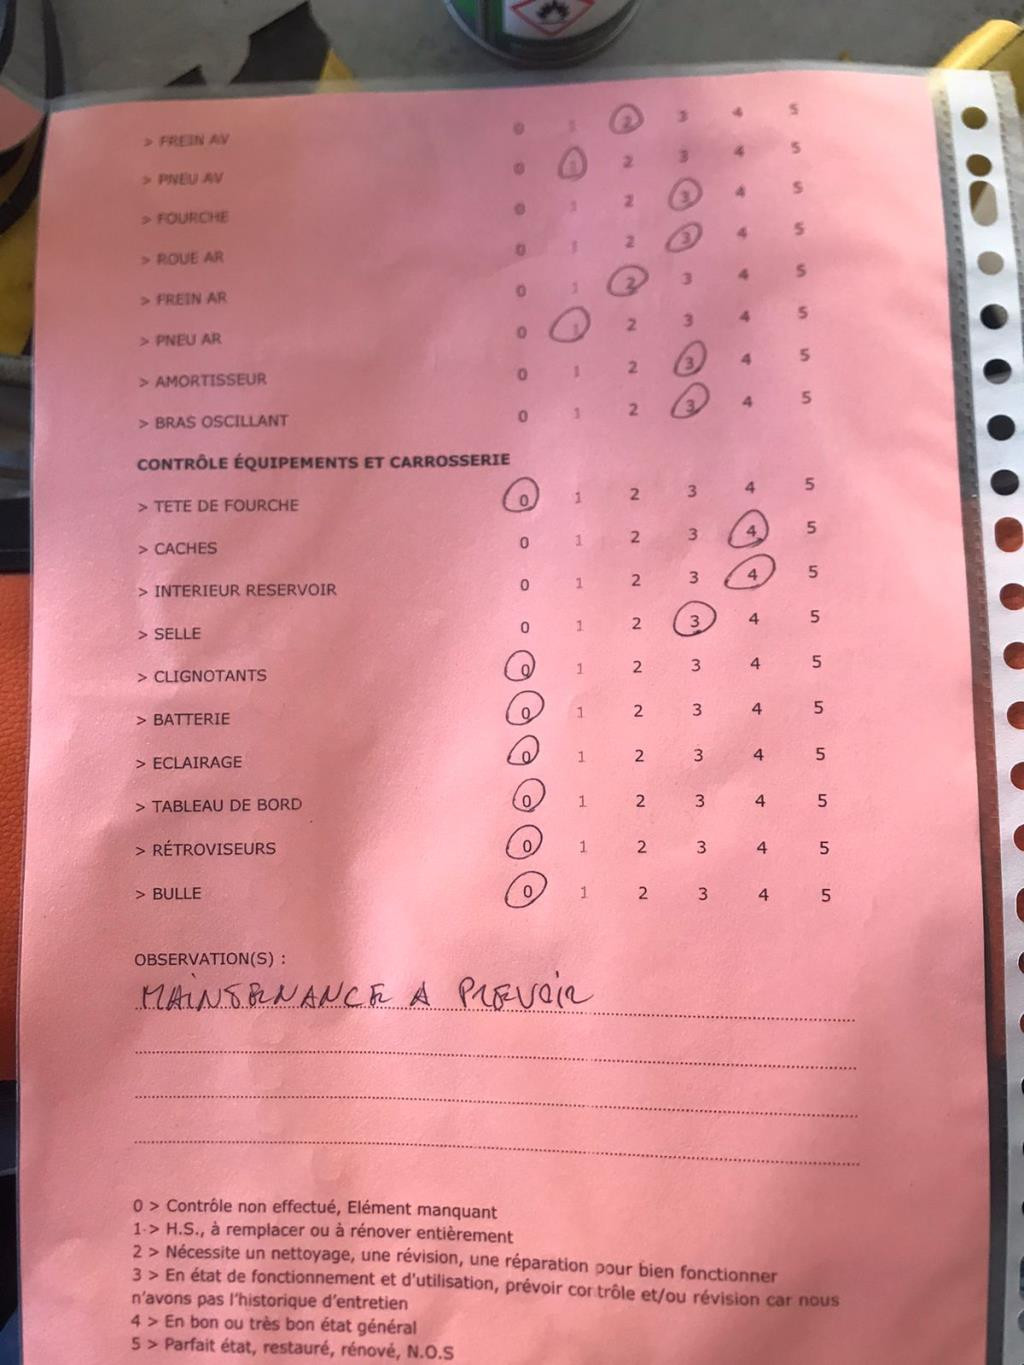 > FREIN AV 0 1 2 3 4 5
> PNEU AV 0 1 2 3 4 5
> FOURCHE 0 1 2 3 4 5
> ROUE AR 0 1 2 3 4 5
> FREIN AR 0 1 2 3 4 5
> PNEU AR 0 1 2 3 4 5
> AMORTISSEUR 0 1 2 3 4 5
> BRAS OSCILLANT 0 1 2 3 4 5
CONTRÔLE ÉQUIPEMENTS ET CARROSSERIE
> TETE DE FOURCHE 0 1 2 3 4 5
> CACHES 0 1 2 3 4 5
> INTERIEUR RESERVOIR 0 1 2 3 4 5
> SELLE 0 1 2 3 4 5
> CLIGNOTANTS 0 1 2 3 4 5
> BATTERIE 0 1 2 3 4 5
> ECLAIRAGE 0 1 2 3 4 5
> TABLEAU DE BORD 0 1 2 3 4 5
> RÉTROVISEURS 0 1 2 3 4 5
> BULLE 0 1 2 3 4 5
OBSERVATION(S) :
MAINTENANCE A PREVOIR
0 > Contrôle non effectué, Elément manquant
1 > H.S., à remplacer ou à rénover entièrement
2 > Nécessite un nettoyage, une révision, une réparation pour bien fonctionner
3 > En état de fonctionnement et d'utilisation, prévoir contrôle et/ou révision car nous
n'avons pas l'historique d'entretien
4 > En bon ou très bon état général
5 > Parfait état, restauré, rénové, N.O.S